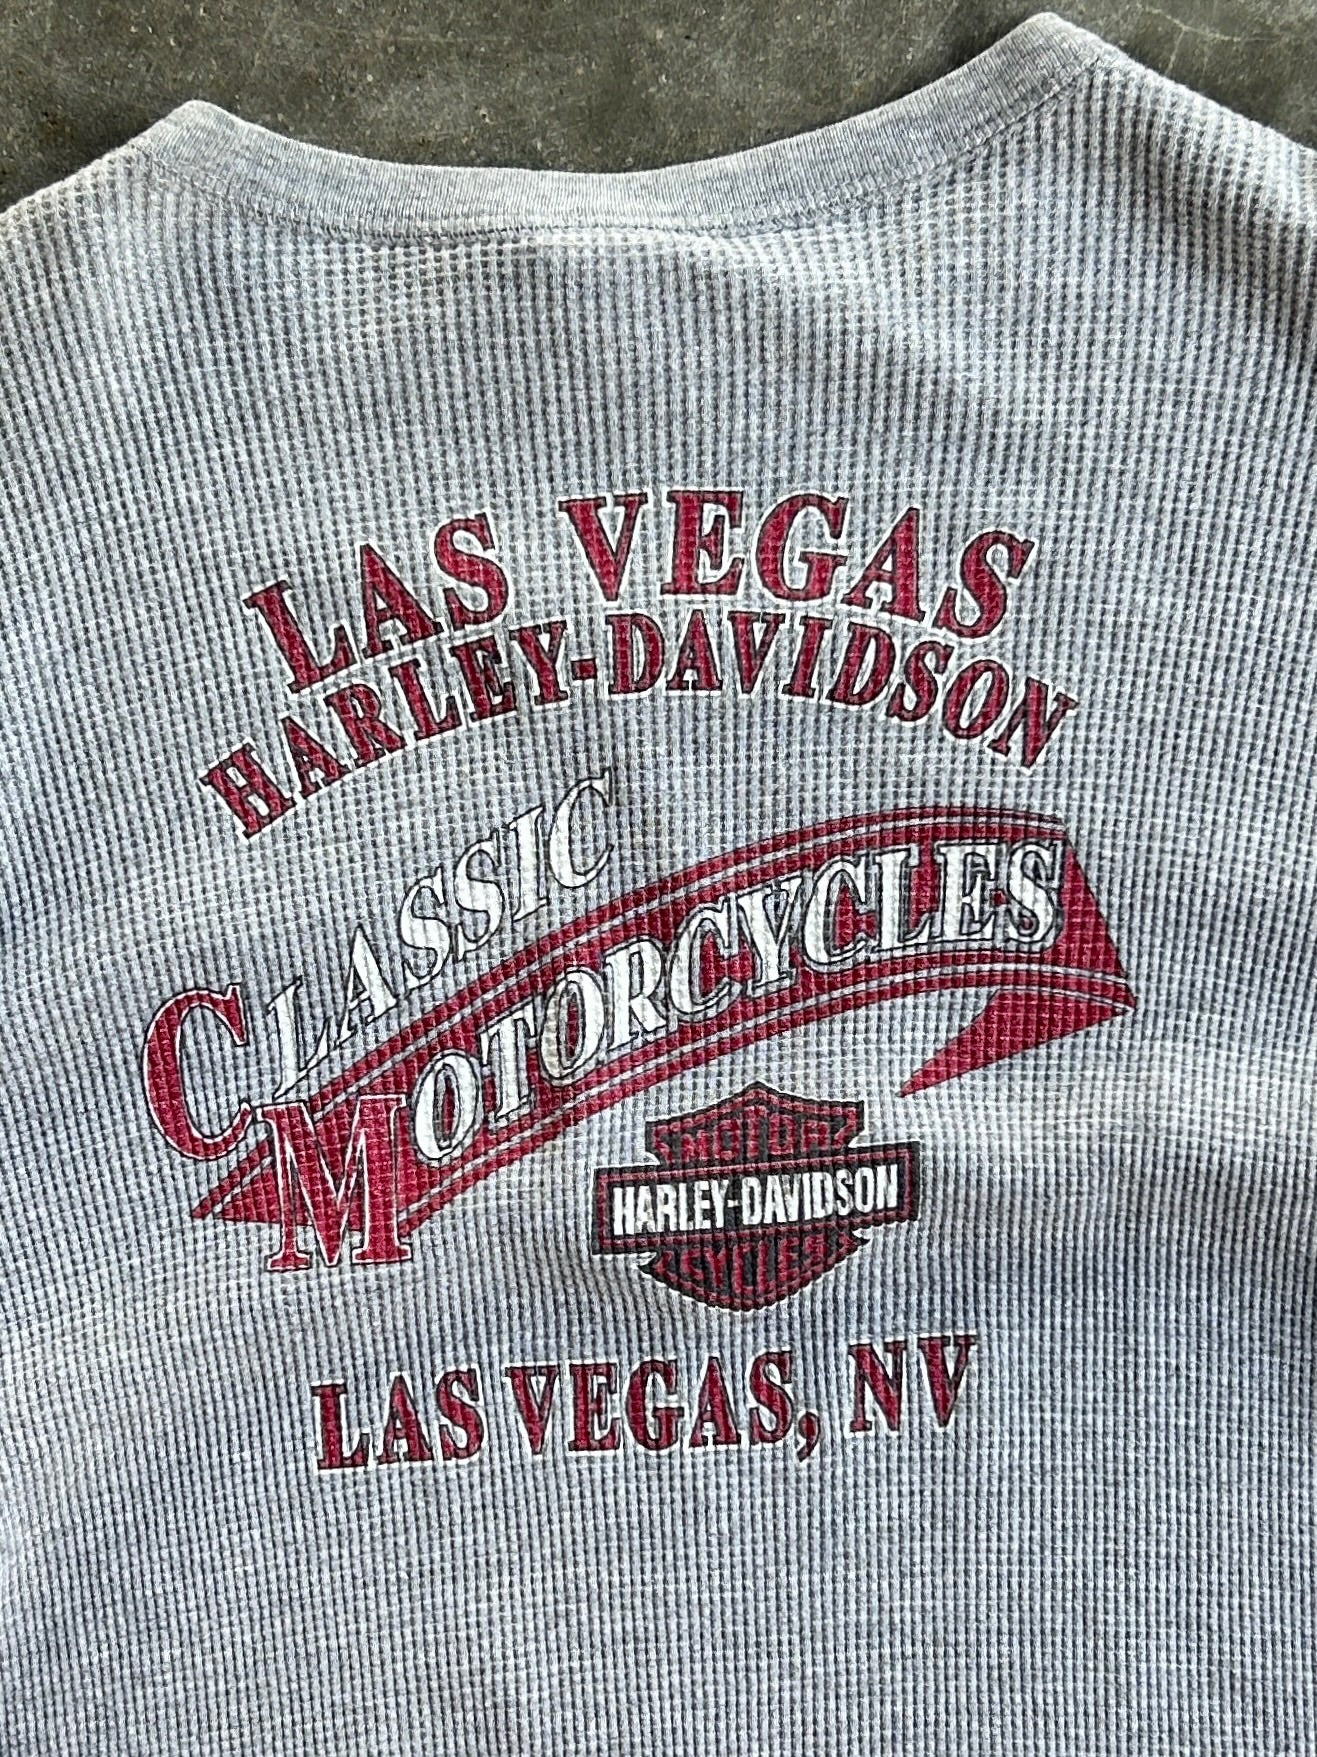 LAS VEGAS
HARLEY-DAVIDSON
CLASSIC
MOTORCYCLES
MOTOR
HARLEY-DAVIDSON
CYCLES
LAS VEGAS, NV